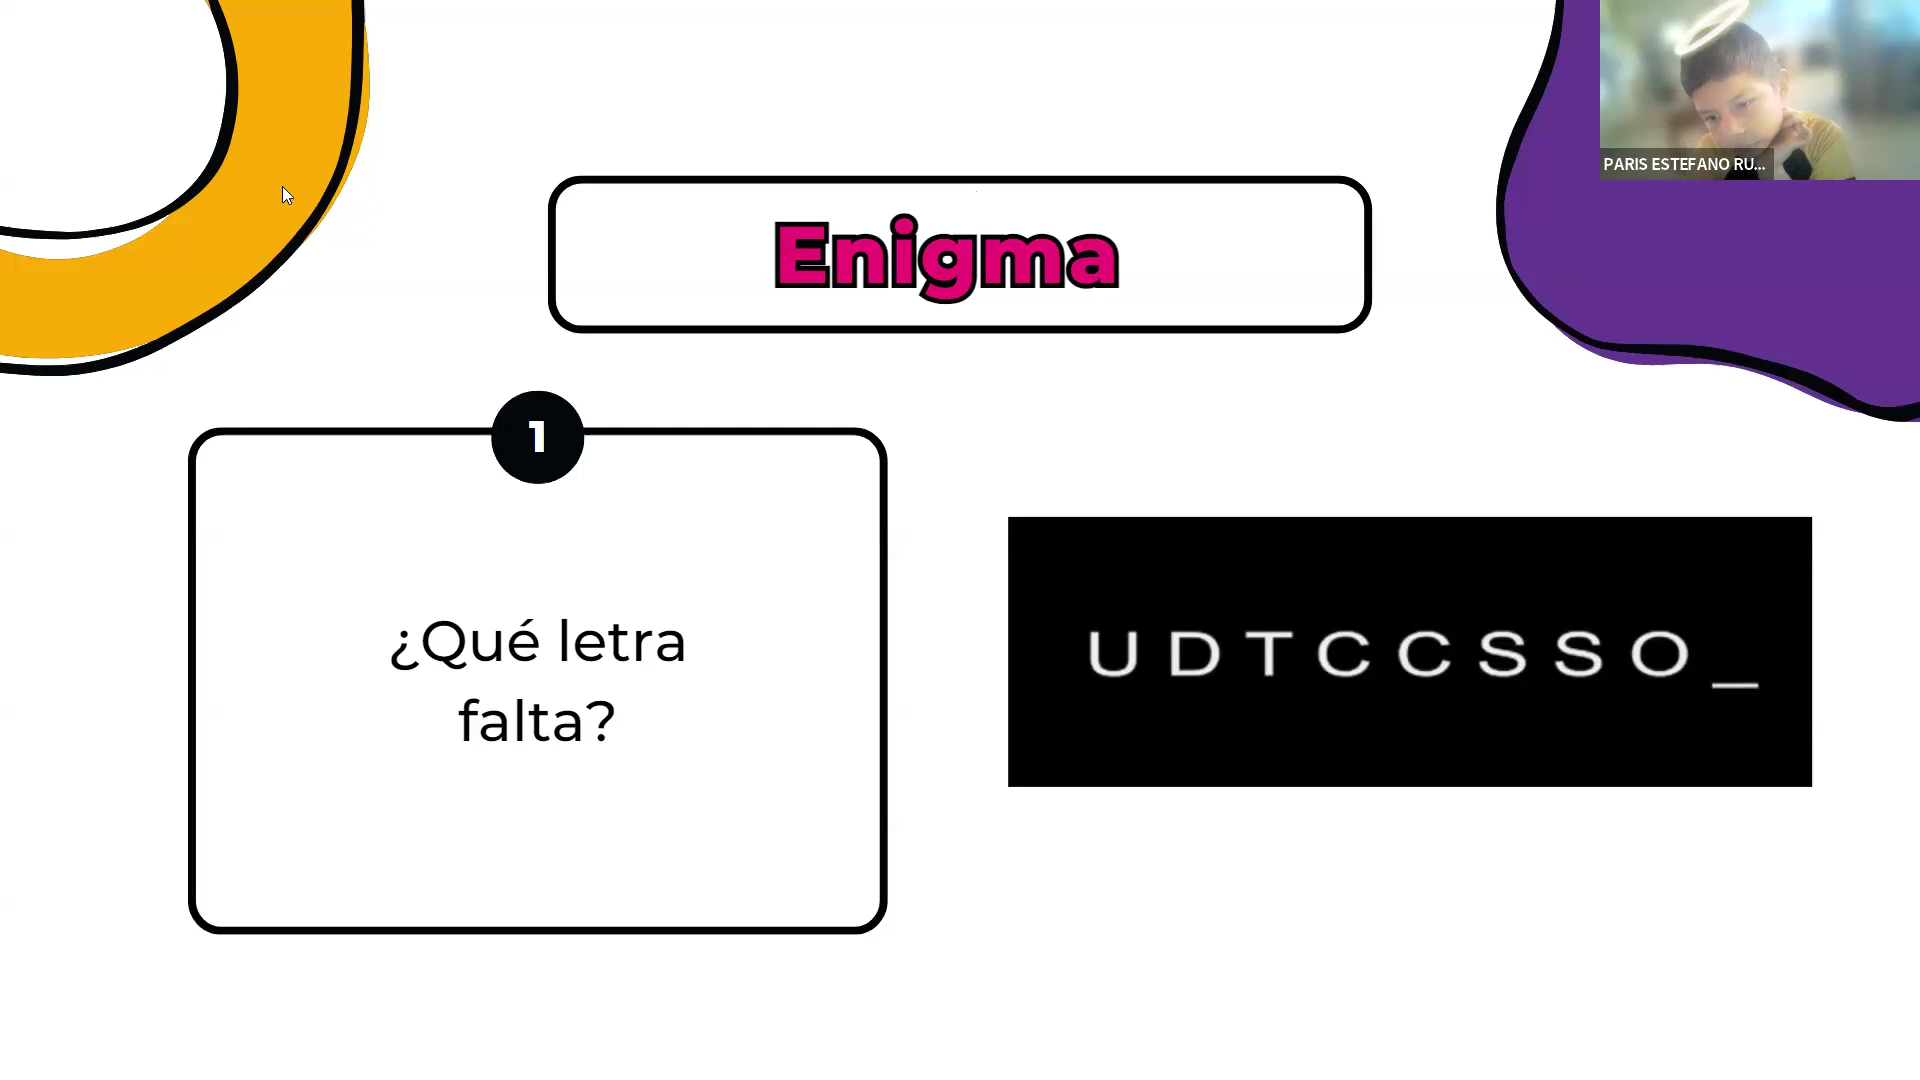 PARIS ESTEFANO RU...
Enigma
1
¿Qué letra
falta?
U D T C C S S O _